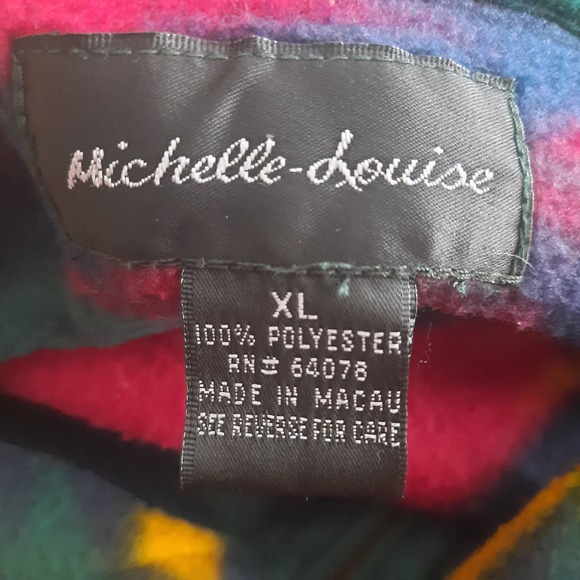 Michelle-Louise
XL
100% POLYESTER
RN# 64078
MADE IN MACAU
SEE REVERSE FOR CARE